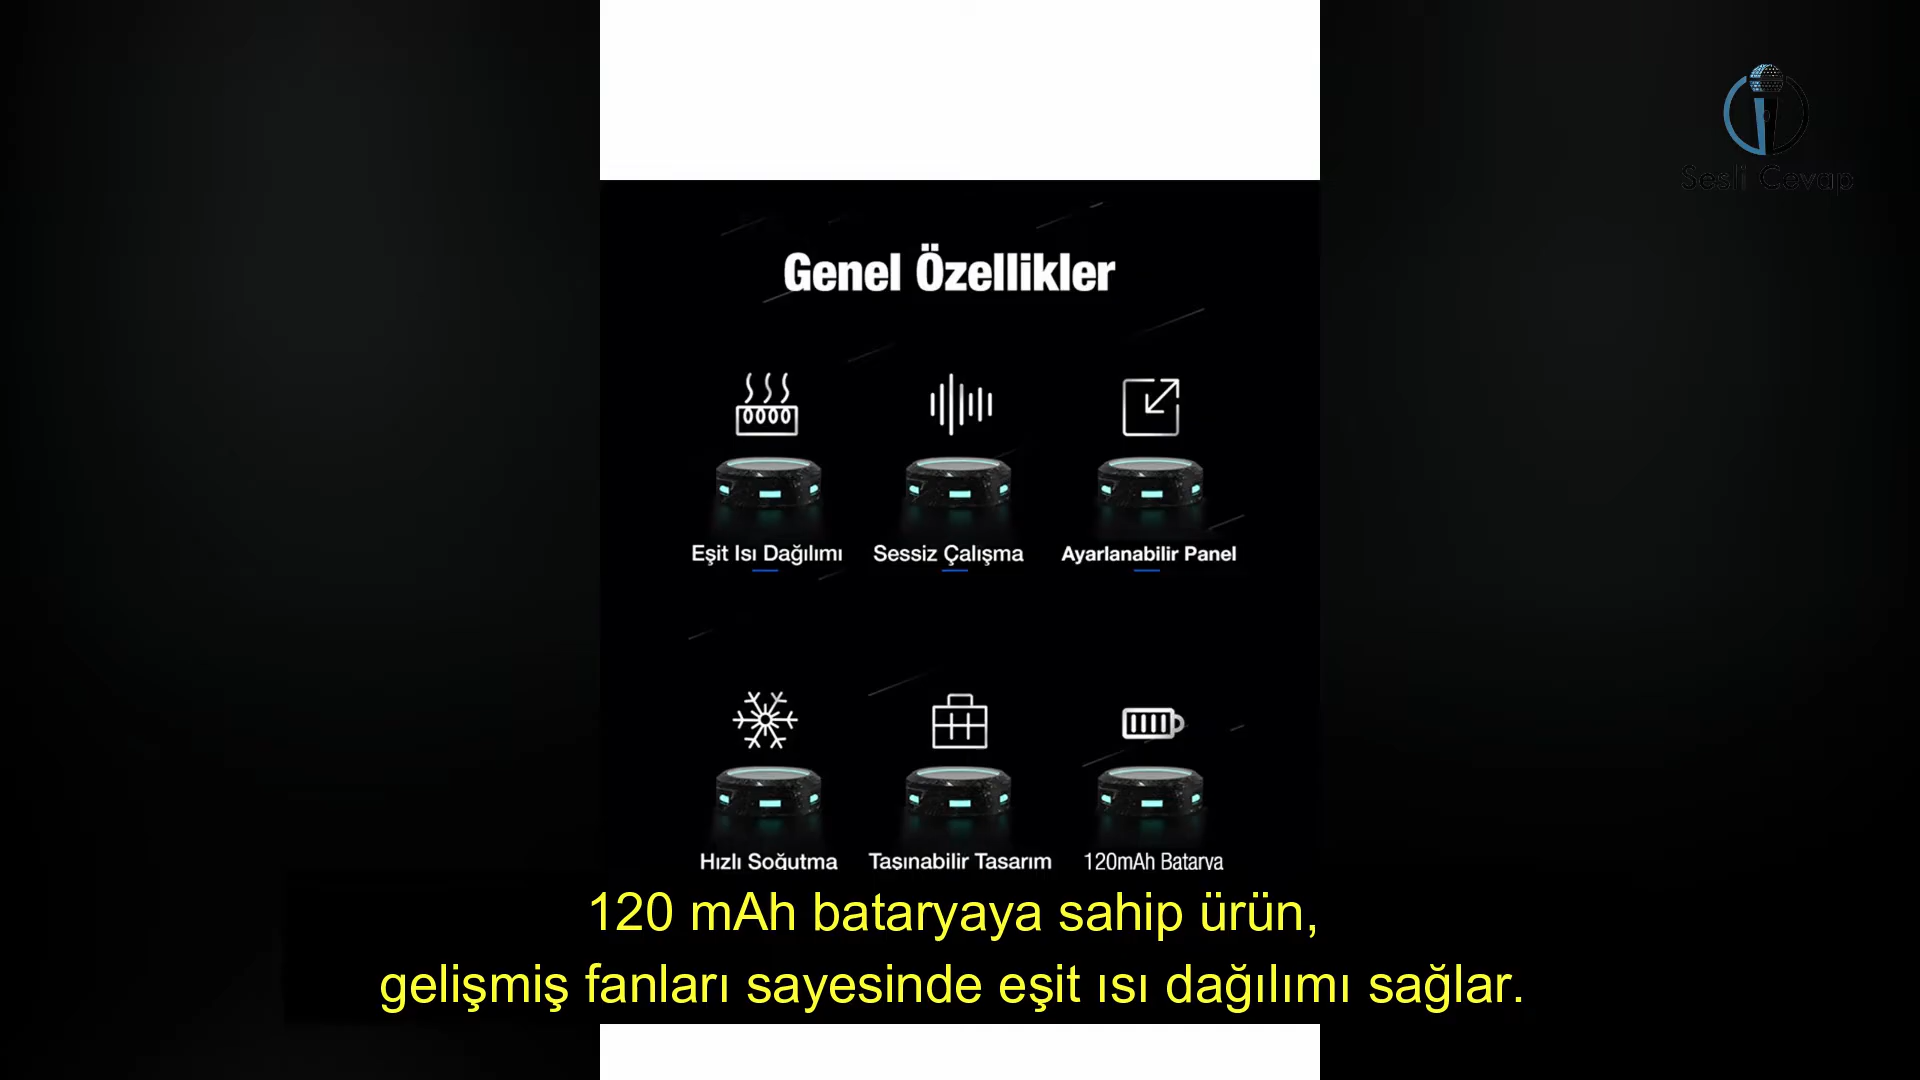 Sesli Cevap
Genel Özellikler
Eşit Isı Dağılımı
Sessiz Çalışma
Ayarlanabilir Panel
Hızlı Soğutma
Taşınabilir Tasarım
120mAh Batarya
120 mAh bataryaya sahip ürün,
gelişmiş fanları sayesinde eşit ısı dağılımı sağlar.